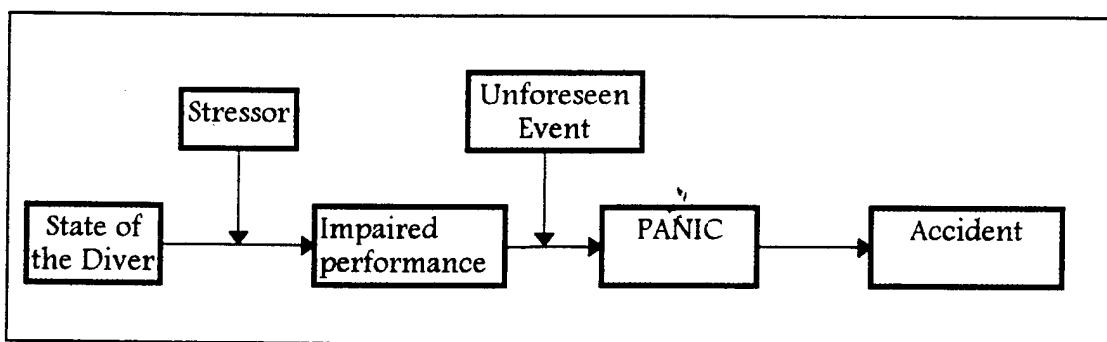 Stressor
Unforeseen
Event
State of
the Diver
Impaired
performance
PANIC
Accident